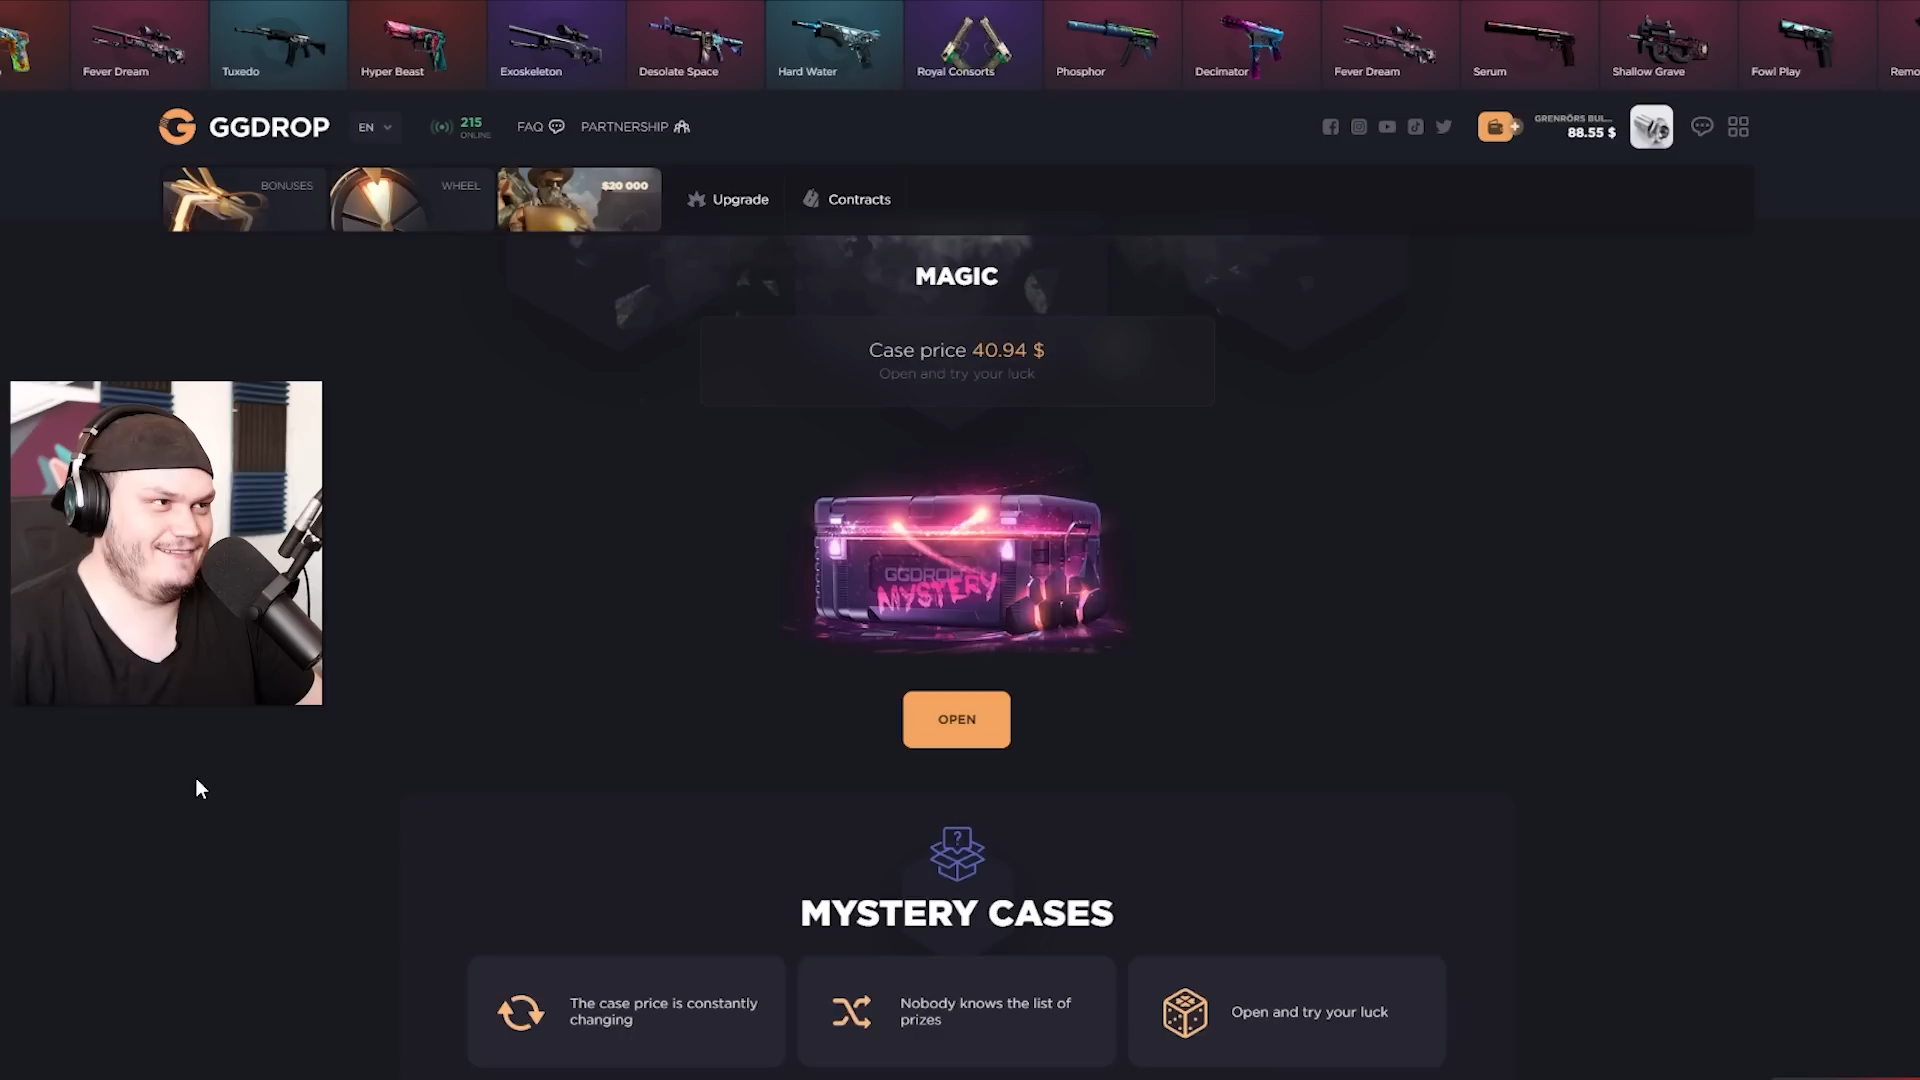 Fever Dream
Tuxedo
Hyper Beast
Exoskeleton
Desolate Space
Hard Water
Royal Consorts
Phosphor
Decimator
Fever Dream
Serum
Shallow Grave
Fowl Play
Remo
GGDROP
EN
215
ONLINE
FAQ
PARTNERSHIP
GRENRÖRS BUL...
88.55 $
BONUSES
WHEEL
$20 000
Upgrade
Contracts
MAGIC
Case price 40.94 $
Open and try your luck
GGDROP
MYSTERY
OPEN
?
MYSTERY CASES
The case price is constantly
changing
Nobody knows the list of
prizes
Open and try your luck